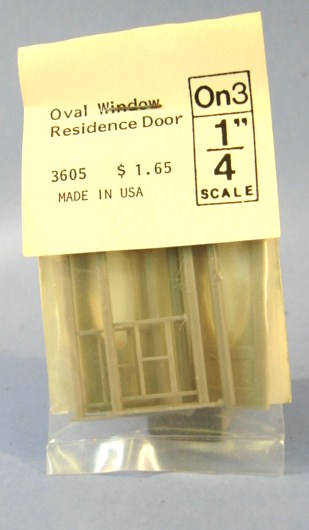 Oval Window
Residence Door
3605 $ 1.65
MADE IN USA
On3
1"
4
SCALE